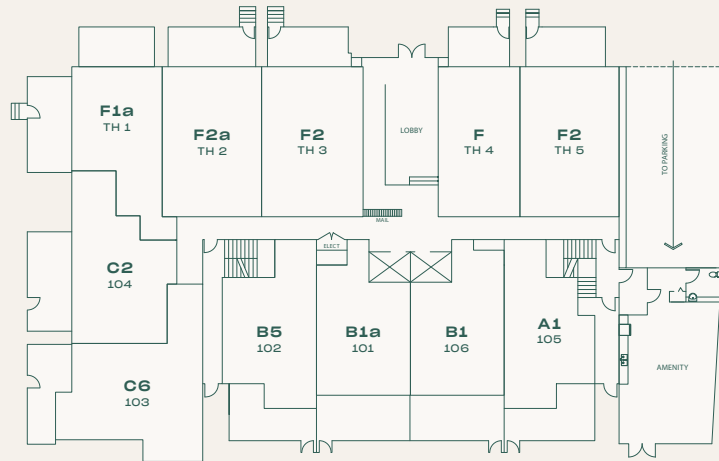 F1a
TH 1
F2a
TH 2
F2
TH 3
LOBBY
F
TH 4
F2
TH 5
TO PARKING
MAIL
ELECT
C2
104
B5
102
B1a
101
B1
106
A1
105
C6
103
AMENITY